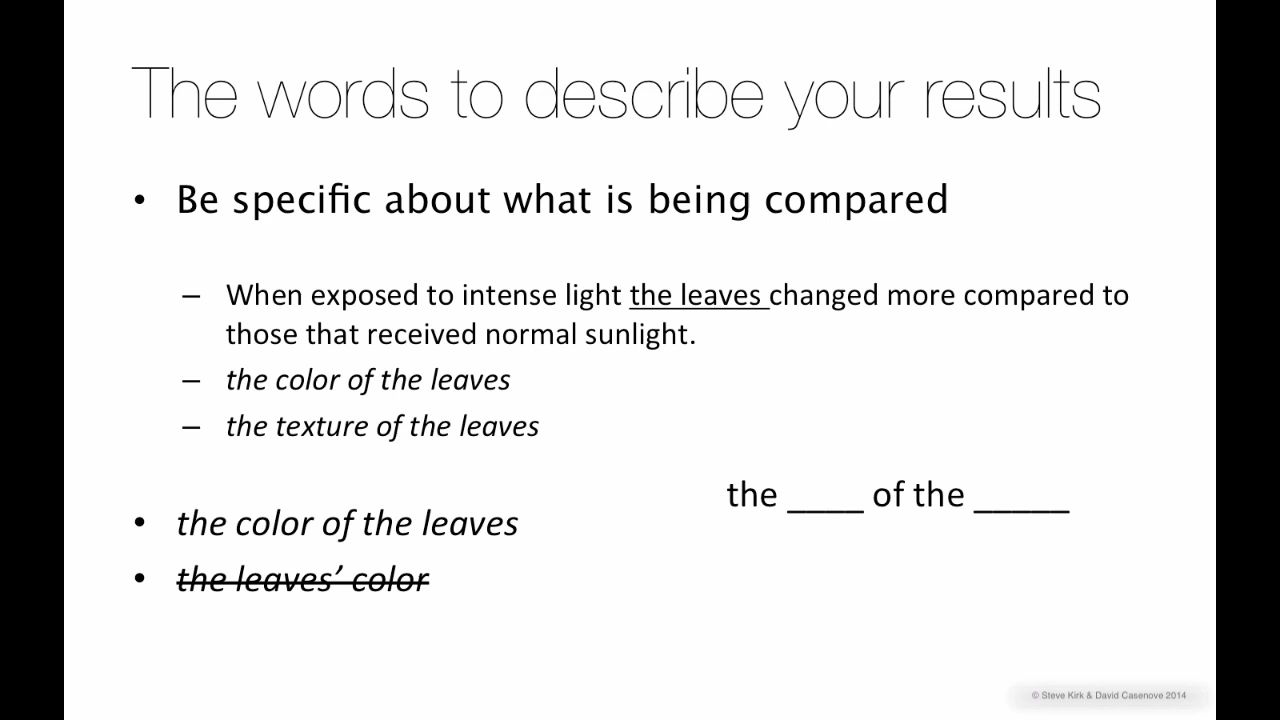 The words to describe your results
• Be specific about what is being compared
– When exposed to intense light the leaves changed more compared to
those that received normal sunlight.
– the color of the leaves
– the texture of the leaves
the ____ of the _____
• the color of the leaves
• the leaves’ color
© Steve Kirk & David Casenove 2014